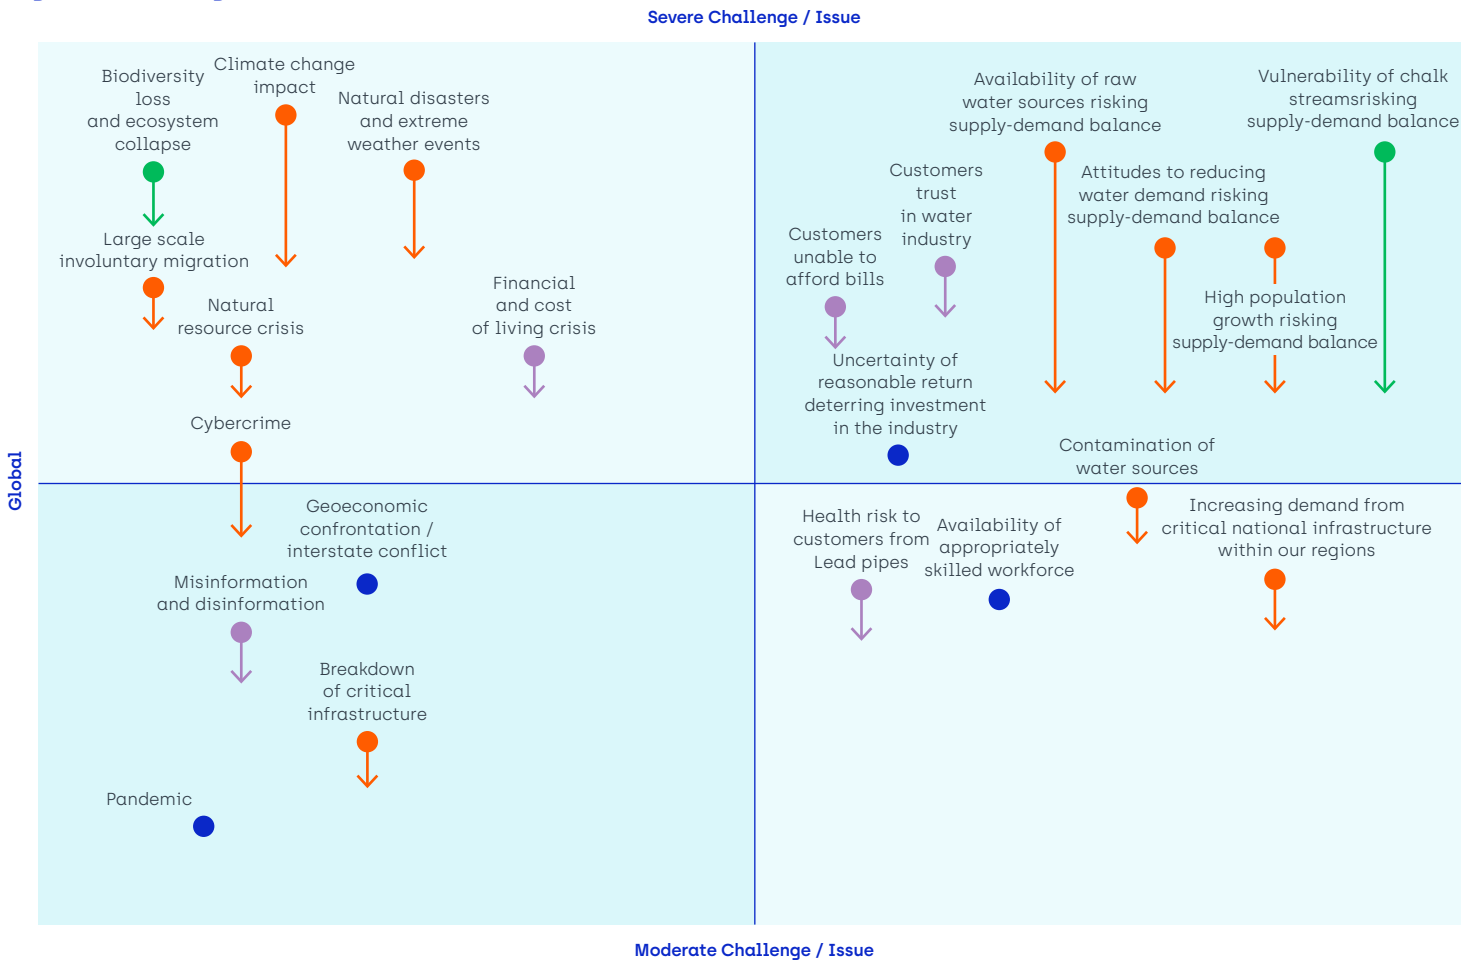 Severe Challenge / Issue
Global
Biodiversity
loss
and ecosystem
collapse
Climate change
impact
Natural disasters
and extreme
weather events
Large scale
involuntary migration
Natural
resource crisis
Financial
and cost
of living crisis
Cybercrime
Availability of raw
water sources risking
supply-demand balance
Vulnerability of chalk
streamsrisking
supply-demand balance
Customers
trust
in water
industry
Attitudes to reducing
water demand risking
supply-demand balance
Customers
unable to
afford bills
High population
growth risking
supply-demand balance
Uncertainty of
reasonable return
deterring investment
in the industry
Contamination of
water sources
Geoeconomic
confrontation /
interstate conflict
Misinformation
and disinformation
Breakdown
of critical
infrastructure
Pandemic
Health risk to
customers from
Lead pipes
Availability of
appropriately
skilled workforce
Increasing demand from
critical national infrastructure
within our regions
Moderate Challenge / Issue